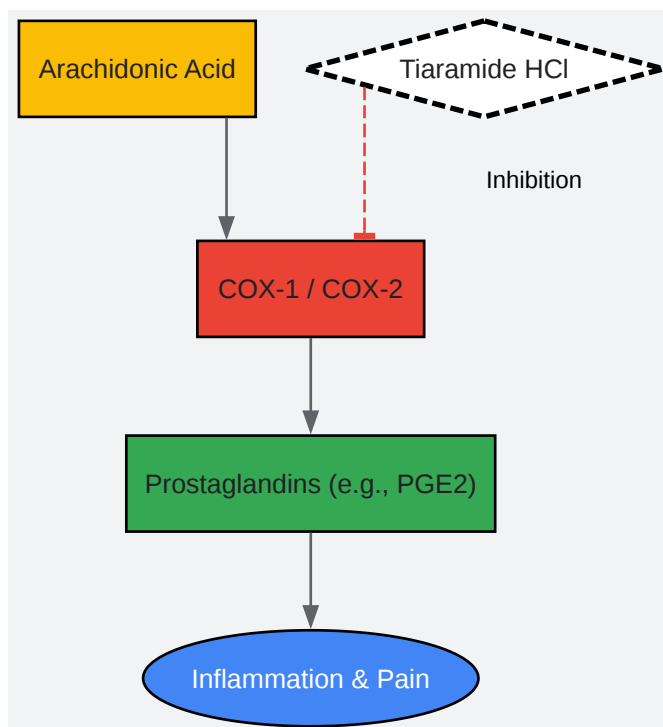 Arachidonic Acid
Tiaramide HCl
Inhibition
COX-1 / COX-2
Prostaglandins (e.g., PGE2)
Inflammation & Pain